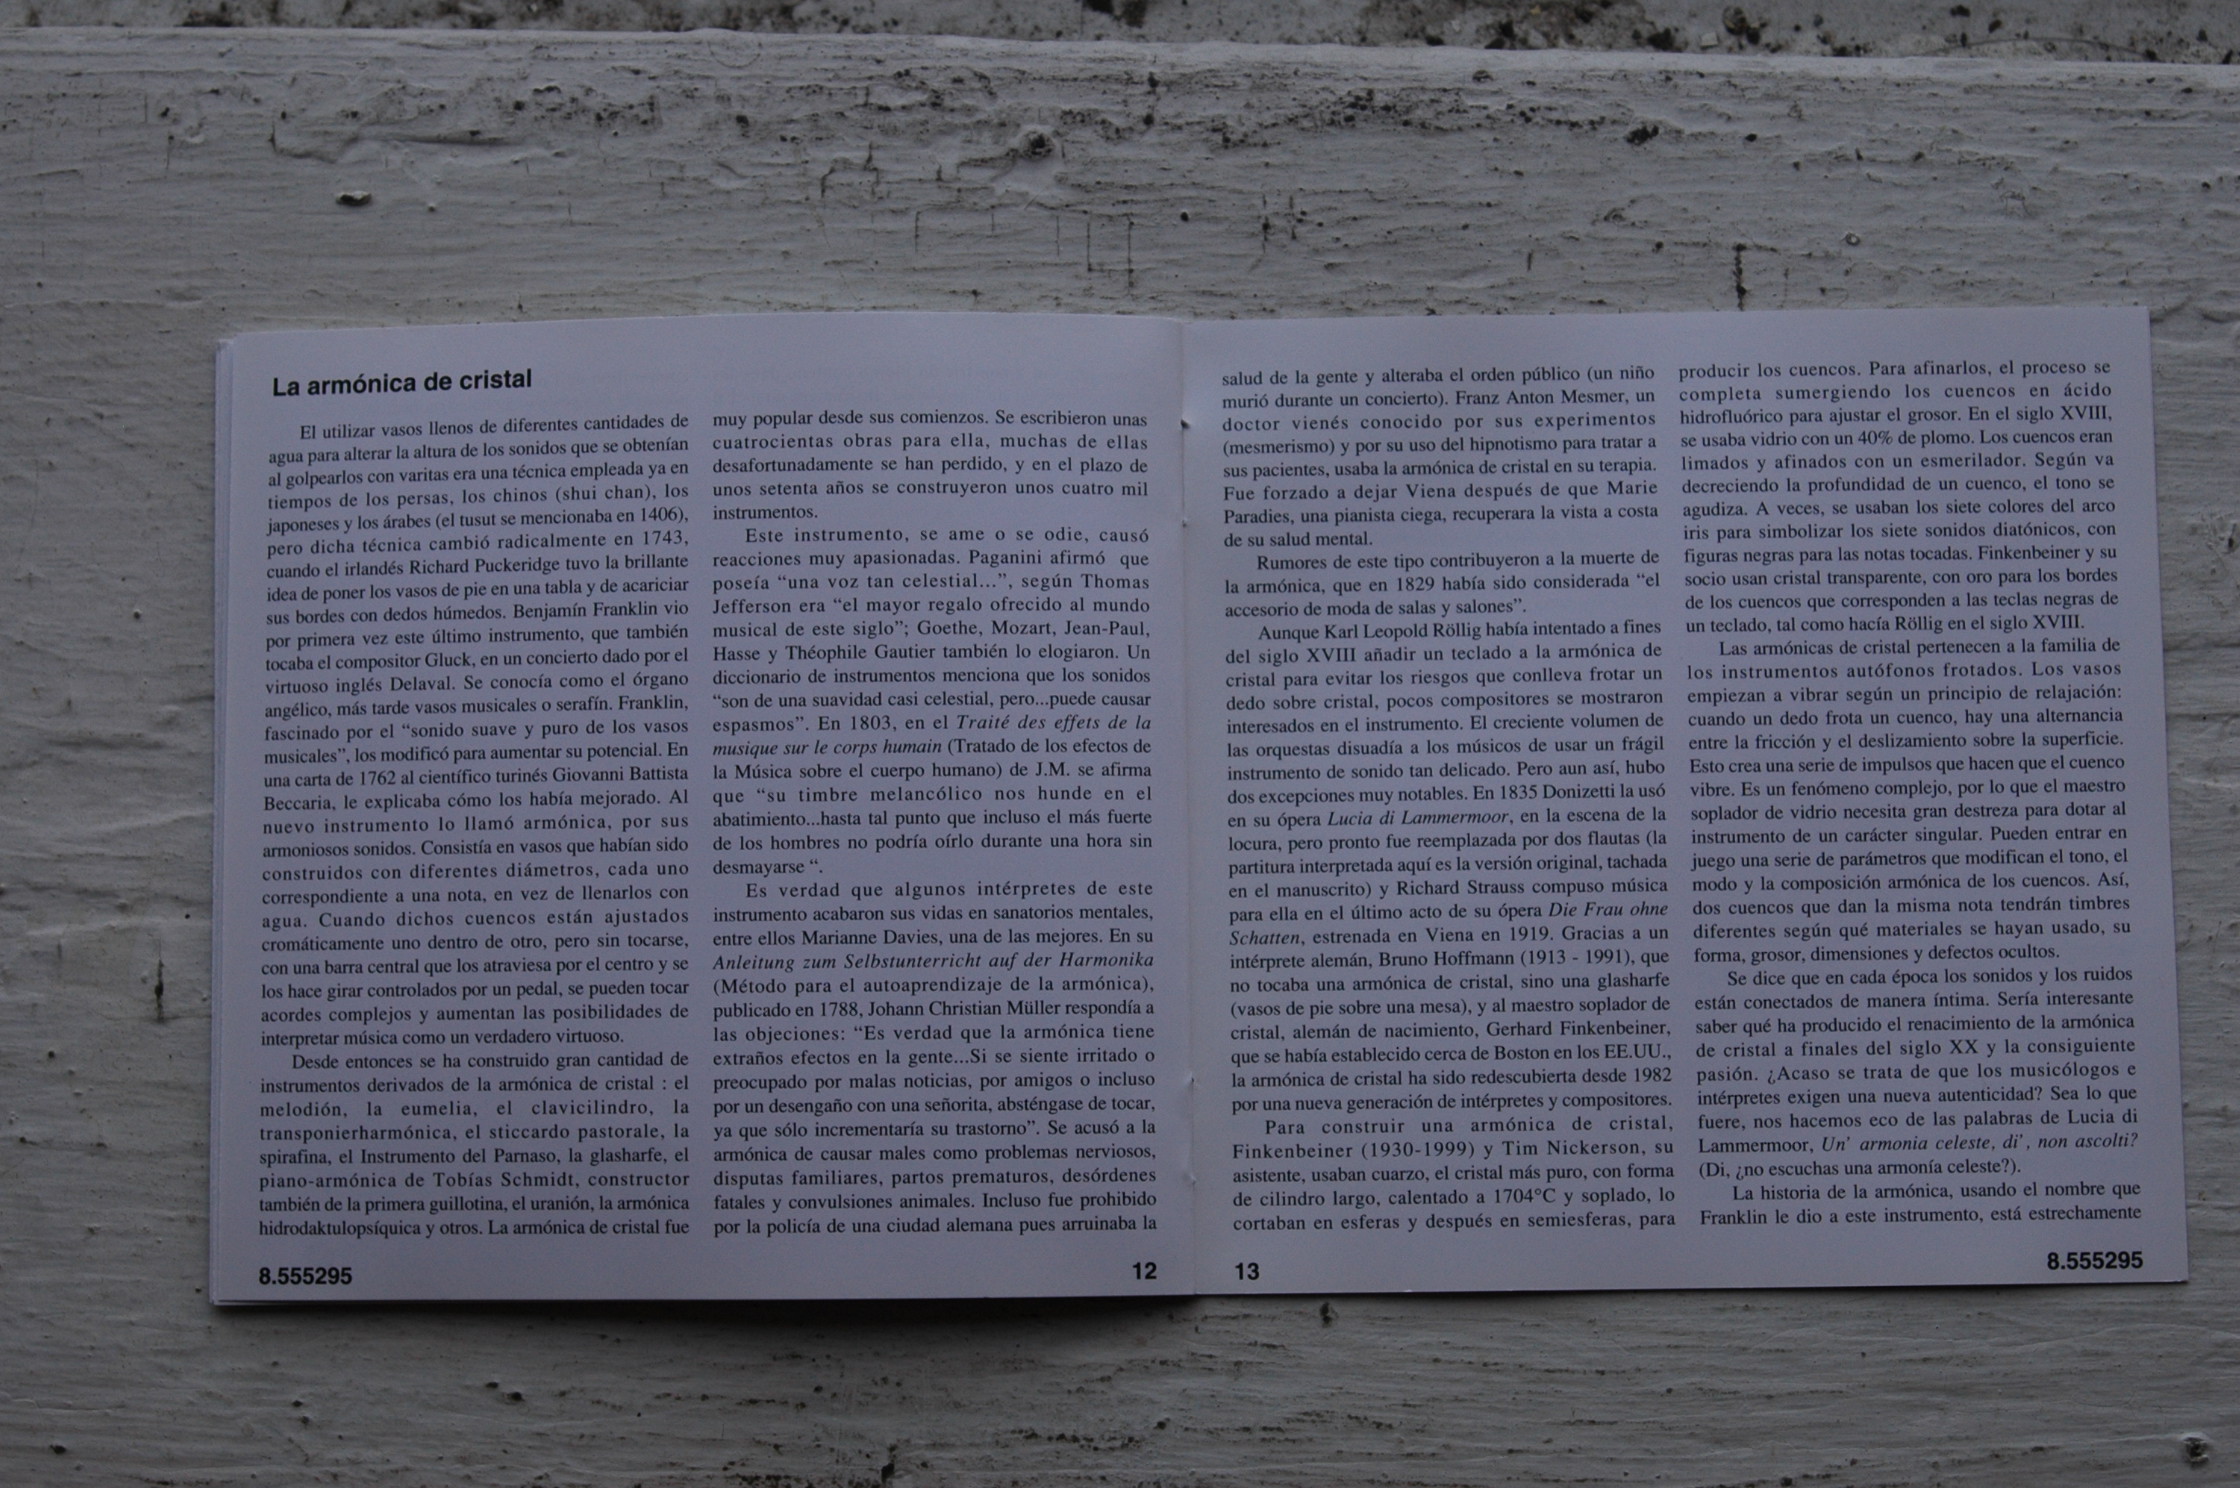 La armónica de cristal
El utilizar vasos llenos de diferentes cantidades de
agua para alterar la altura de los sonidos que se obtenían
al golpearlos con varitas era una técnica empleada ya en
tiempos de los persas, los chinos (shui chan), los
japoneses y los árabes (el tusut se mencionaba en 1406),
pero dicha técnica cambió radicalmente en 1743,
cuando el irlandés Richard Puckeridge tuvo la brillante
idea de poner los vasos de pie en una tabla y de acariciar
sus bordes con dedos húmedos. Benjamín Franklin vio
por primera vez este último instrumento, que también
tocaba el compositor Gluck, en un concierto dado por el
virtuoso inglés Delaval. Se conocía como el órgano
angélico, más tarde vasos musicales o serafín. Franklin,
fascinado por el “sonido suave y puro de los vasos
musicales”, los modificó para aumentar su potencial. En
una carta de 1762 al científico turinés Giovanni Battista
Beccaria, le explicaba cómo los había mejorado. Al
nuevo instrumento lo llamó armónica, por sus
armoniosos sonidos. Consistía en vasos que habían sido
construidos con diferentes diámetros, cada uno
correspondiente a una nota, en vez de llenarlos con
agua. Cuando dichos cuencos están ajustados
cromáticamente uno dentro de otro, pero sin tocarse,
con una barra central que los atraviesa por el centro y se
los hace girar controlados por un pedal, se pueden tocar
acordes complejos y aumentan las posibilidades de
interpretar música como un verdadero virtuoso.
Desde entonces se ha construido gran cantidad de
instrumentos derivados de la armónica de cristal : el
melodión, la eumelia, el clavicilindro, la
transponierharmónica, el sticcardo pastorale, la
spirafina, el Instrumento del Parnaso, la glasharfe, el
piano-armónica de Tobías Schmidt, constructor
también de la primera guillotina, el uranión, la armónica
hidrodaktulopsíquica y otros. La armónica de cristal fue
muy popular desde sus comienzos. Se escribieron unas
cuatrocientas obras para ella, muchas de ellas
desafortunadamente se han perdido, y en el plazo de
unos setenta años se construyeron unos cuatro mil
instrumentos.
Este instrumento, se ame o se odie, causó
reacciones muy apasionadas. Paganini afirmó que
poseía “una voz tan celestial...”, según Thomas
Jefferson era “el mayor regalo ofrecido al mundo
musical de este siglo”; Goethe, Mozart, Jean-Paul,
Hasse y Théophile Gautier también lo elogiaron. Un
diccionario de instrumentos menciona que los sonidos
“son de una suavidad casi celestial, pero...puede causar
espasmos”. En 1803, en el Traité des effets de la
musique sur le corps humain (Tratado de los efectos de
la Música sobre el cuerpo humano) de J.M. se afirma
que “su timbre melancólico nos hunde en el
abatimiento...hasta tal punto que incluso el más fuerte
de los hombres no podría oírlo durante una hora sin
desmayarse “.
Es verdad que algunos intérpretes de este
instrumento acabaron sus vidas en sanatorios mentales,
entre ellos Marianne Davies, una de las mejores. En su
Anleitung zum Selbstunterricht auf der Harmonika
(Método para el autoaprendizaje de la armónica),
publicado en 1788, Johann Christian Müller respondía a
las objeciones: “Es verdad que la armónica tiene
extraños efectos en la gente...Si se siente irritado o
preocupado por malas noticias, por amigos o incluso
por un desengaño con una señorita, absténgase de tocar,
ya que sólo incrementaría su trastorno”. Se acusó a la
armónica de causar males como problemas nerviosos,
disputas familiares, partos prematuros, desórdenes
fatales y convulsiones animales. Incluso fue prohibido
por la policía de una ciudad alemana pues arruinaba la
8.555295
12
salud de la gente y alteraba el orden público (un niño
murió durante un concierto). Franz Anton Mesmer, un
doctor vienés conocido por sus experimentos
(mesmerismo) y por su uso del hipnotismo para tratar a
sus pacientes, usaba la armónica de cristal en su terapia.
Fue forzado a dejar Viena después de que Marie
Paradies, una pianista ciega, recuperara la vista a costa
de su salud mental.
Rumores de este tipo contribuyeron a la muerte de
la armónica, que en 1829 había sido considerada “el
accesorio de moda de salas y salones”.
Aunque Karl Leopold Röllig había intentado a fines
del siglo XVIII añadir un teclado a la armónica de
cristal para evitar los riesgos que conlleva frotar un
dedo sobre cristal, pocos compositores se mostraron
interesados en el instrumento. El creciente volumen de
las orquestas disuadía a los músicos de usar un frágil
instrumento de sonido tan delicado. Pero aun así, hubo
dos excepciones muy notables. En 1835 Donizetti la usó
en su ópera Lucia di Lammermoor, en la escena de la
locura, pero pronto fue reemplazada por dos flautas (la
partitura interpretada aquí es la versión original, tachada
en el manuscrito) y Richard Strauss compuso música
para ella en el último acto de su ópera Die Frau ohne
Schatten, estrenada en Viena en 1919. Gracias a un
intérprete alemán, Bruno Hoffmann (1913 - 1991), que
no tocaba una armónica de cristal, sino una glasharfe
(vasos de pie sobre una mesa), y al maestro soplador de
cristal, alemán de nacimiento, Gerhard Finkenbeiner,
que se había establecido cerca de Boston en los EE.UU.,
la armónica de cristal ha sido redescubierta desde 1982
por una nueva generación de intérpretes y compositores.
Para construir una armónica de cristal,
Finkenbeiner (1930-1999) y Tim Nickerson, su
asistente, usaban cuarzo, el cristal más puro, con forma
de cilindro largo, calentado a 1704°C y soplado, lo
cortaban en esferas y después en semiesferas, para
producir los cuencos. Para afinarlos, el proceso se
completa sumergiendo los cuencos en ácido
hidrofluórico para ajustar el grosor. En el siglo XVIII,
se usaba vidrio con un 40% de plomo. Los cuencos eran
limados y afinados con un esmerilador. Según va
decreciendo la profundidad de un cuenco, el tono se
agudiza. A veces, se usaban los siete colores del arco
iris para simbolizar los siete sonidos diatónicos, con
figuras negras para las notas tocadas. Finkenbeiner y su
socio usan cristal transparente, con oro para los bordes
de los cuencos que corresponden a las teclas negras de
un teclado, tal como hacía Röllig en el siglo XVIII.
Las armónicas de cristal pertenecen a la familia de
los instrumentos autófonos frotados. Los vasos
empiezan a vibrar según un principio de relajación:
cuando un dedo frota un cuenco, hay una alternancia
entre la fricción y el deslizamiento sobre la superficie.
Esto crea una serie de impulsos que hacen que el cuenco
vibre. Es un fenómeno complejo, por lo que el maestro
soplador de vidrio necesita gran destreza para dotar al
instrumento de un carácter singular. Pueden entrar en
juego una serie de parámetros que modifican el tono, el
modo y la composición armónica de los cuencos. Así,
dos cuencos que dan la misma nota tendrán timbres
diferentes según qué materiales se hayan usado, su
forma, grosor, dimensiones y defectos ocultos.
Se dice que en cada época los sonidos y los ruidos
están conectados de manera íntima. Sería interesante
saber qué ha producido el renacimiento de la armónica
de cristal a finales del siglo XX y la consiguiente
pasión. ¿Acaso se trata de que los musicólogos e
intérpretes exigen una nueva autenticidad? Sea lo que
fuere, nos hacemos eco de las palabras de Lucia di
Lammermoor, Un’ armonia celeste, di’, non ascolti?
(Di, ¿no escuchas una armonía celeste?).
La historia de la armónica, usando el nombre que
Franklin le dio a este instrumento, está estrechamente
13
8.555295